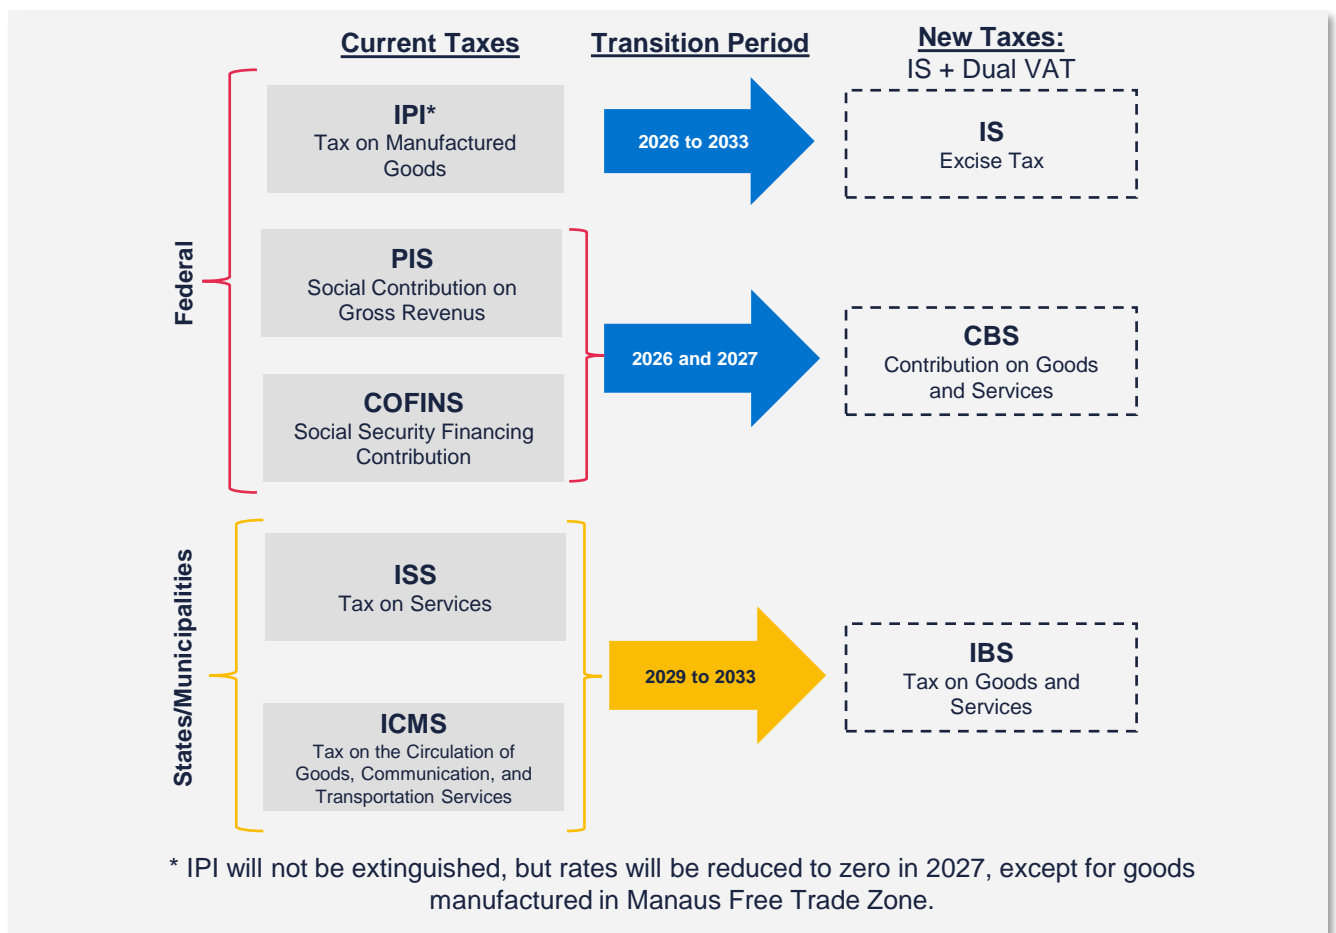 Current Taxes
Transition Period
New Taxes:
IS + Dual VAT
Federal
IPI*
Tax on Manufactured
Goods
2026 to 2033
IS
Excise Tax
PIS
Social Contribution on
Gross Revenus
COFINS
Social Security Financing
Contribution
2026 and 2027
CBS
Contribution on Goods
and Services
States/Municipalities
ISS
Tax on Services
ICMS
Tax on the Circulation of
Goods, Communication, and
Transportation Services
2029 to 2033
IBS
Tax on Goods and
Services
* IPI will not be extinguished, but rates will be reduced to zero in 2027, except for goods
manufactured in Manaus Free Trade Zone.